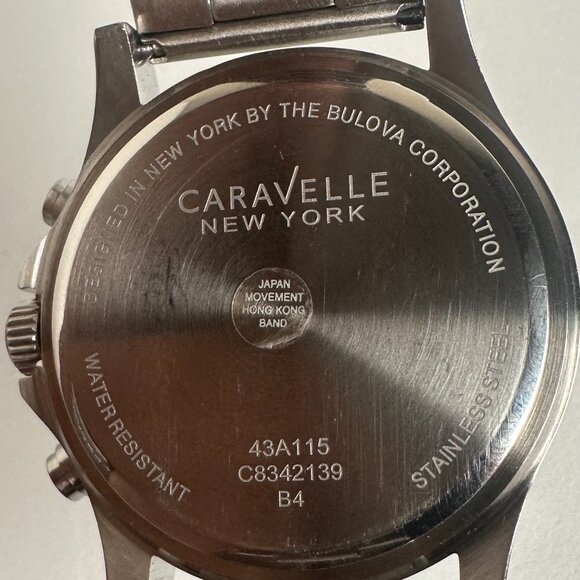 DESIGNED IN NEW YORK BY THE BULOVA CORPORATION
CARAVELLE
NEW YORK
JAPAN
MOVEMENT
HONG KONG
BAND
WATER RESISTANT
STAINLESS STEEL
43A115
C8342139
B4